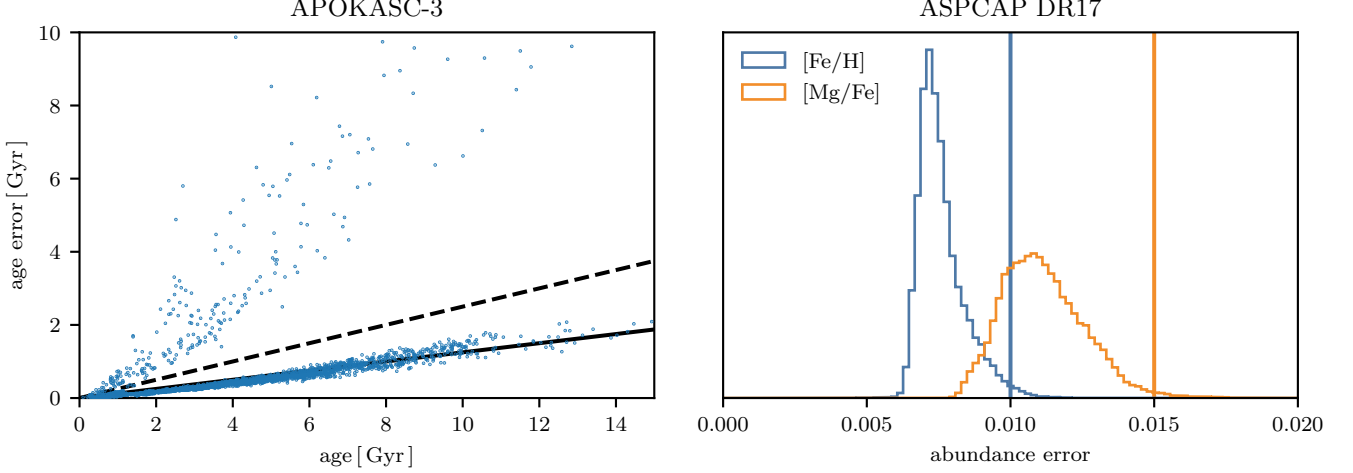 APOKASC-3
10
8
6
4
2
0
age error [Gyr]
0 2 4 6 8 10 12 14
age [Gyr]
ASPCAP DR17
[Fe/H]
[Mg/Fe]
0.000 0.005 0.010 0.015 0.020
abundance error